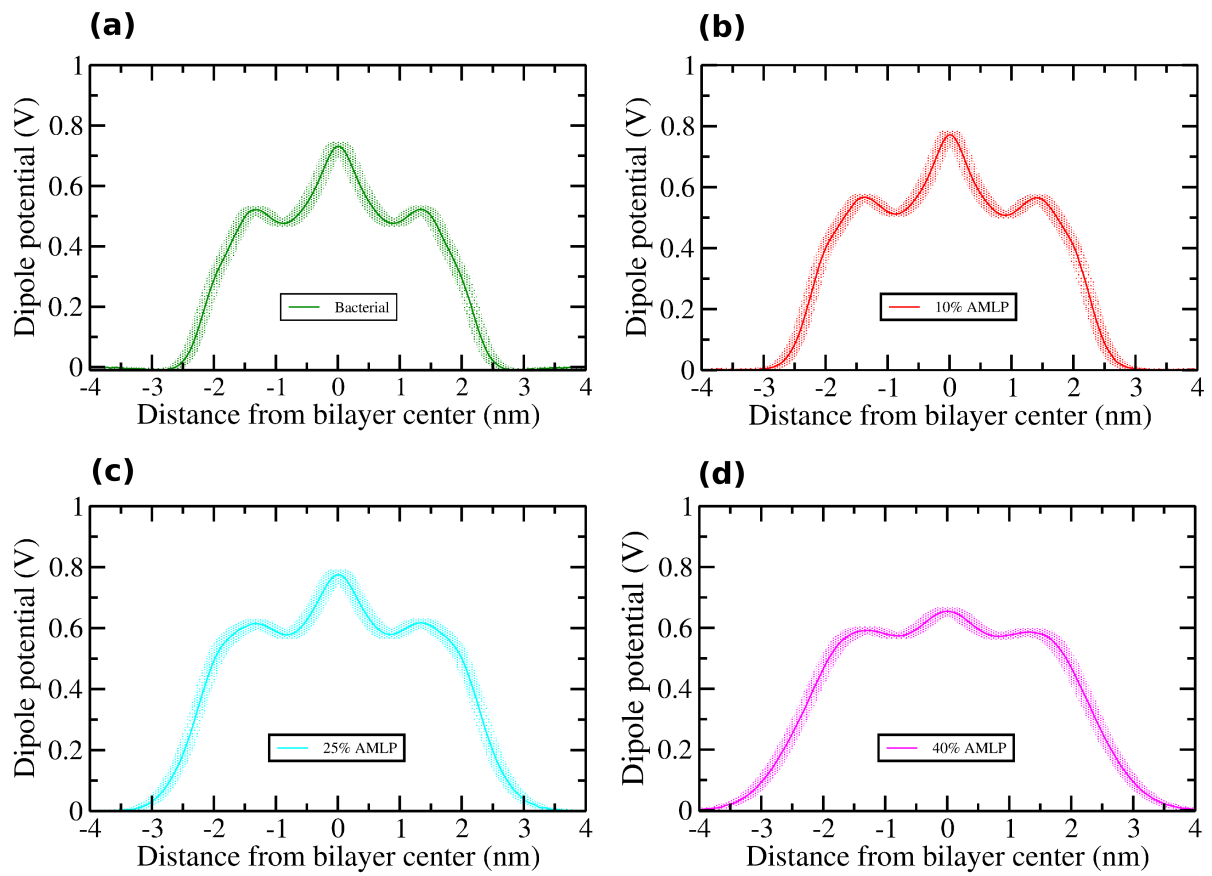 (a)
1
0.8
0.6
0.4
0.2
0
Dipole potential (V)
Bacterial
-4 -3 -2 -1 0 1 2 3 4
Distance from bilayer center (nm)
(b)
1
0.8
0.6
0.4
0.2
0
Dipole potential (V)
10% AMLP
-4 -3 -2 -1 0 1 2 3 4
Distance from bilayer center (nm)
(c)
1
0.8
0.6
0.4
0.2
0
Dipole potential (V)
25% AMLP
-4 -3 -2 -1 0 1 2 3 4
Distance from bilayer center (nm)
(d)
1
0.8
0.6
0.4
0.2
0
Dipole potential (V)
40% AMLP
-4 -3 -2 -1 0 1 2 3 4
Distance from bilayer center (nm)